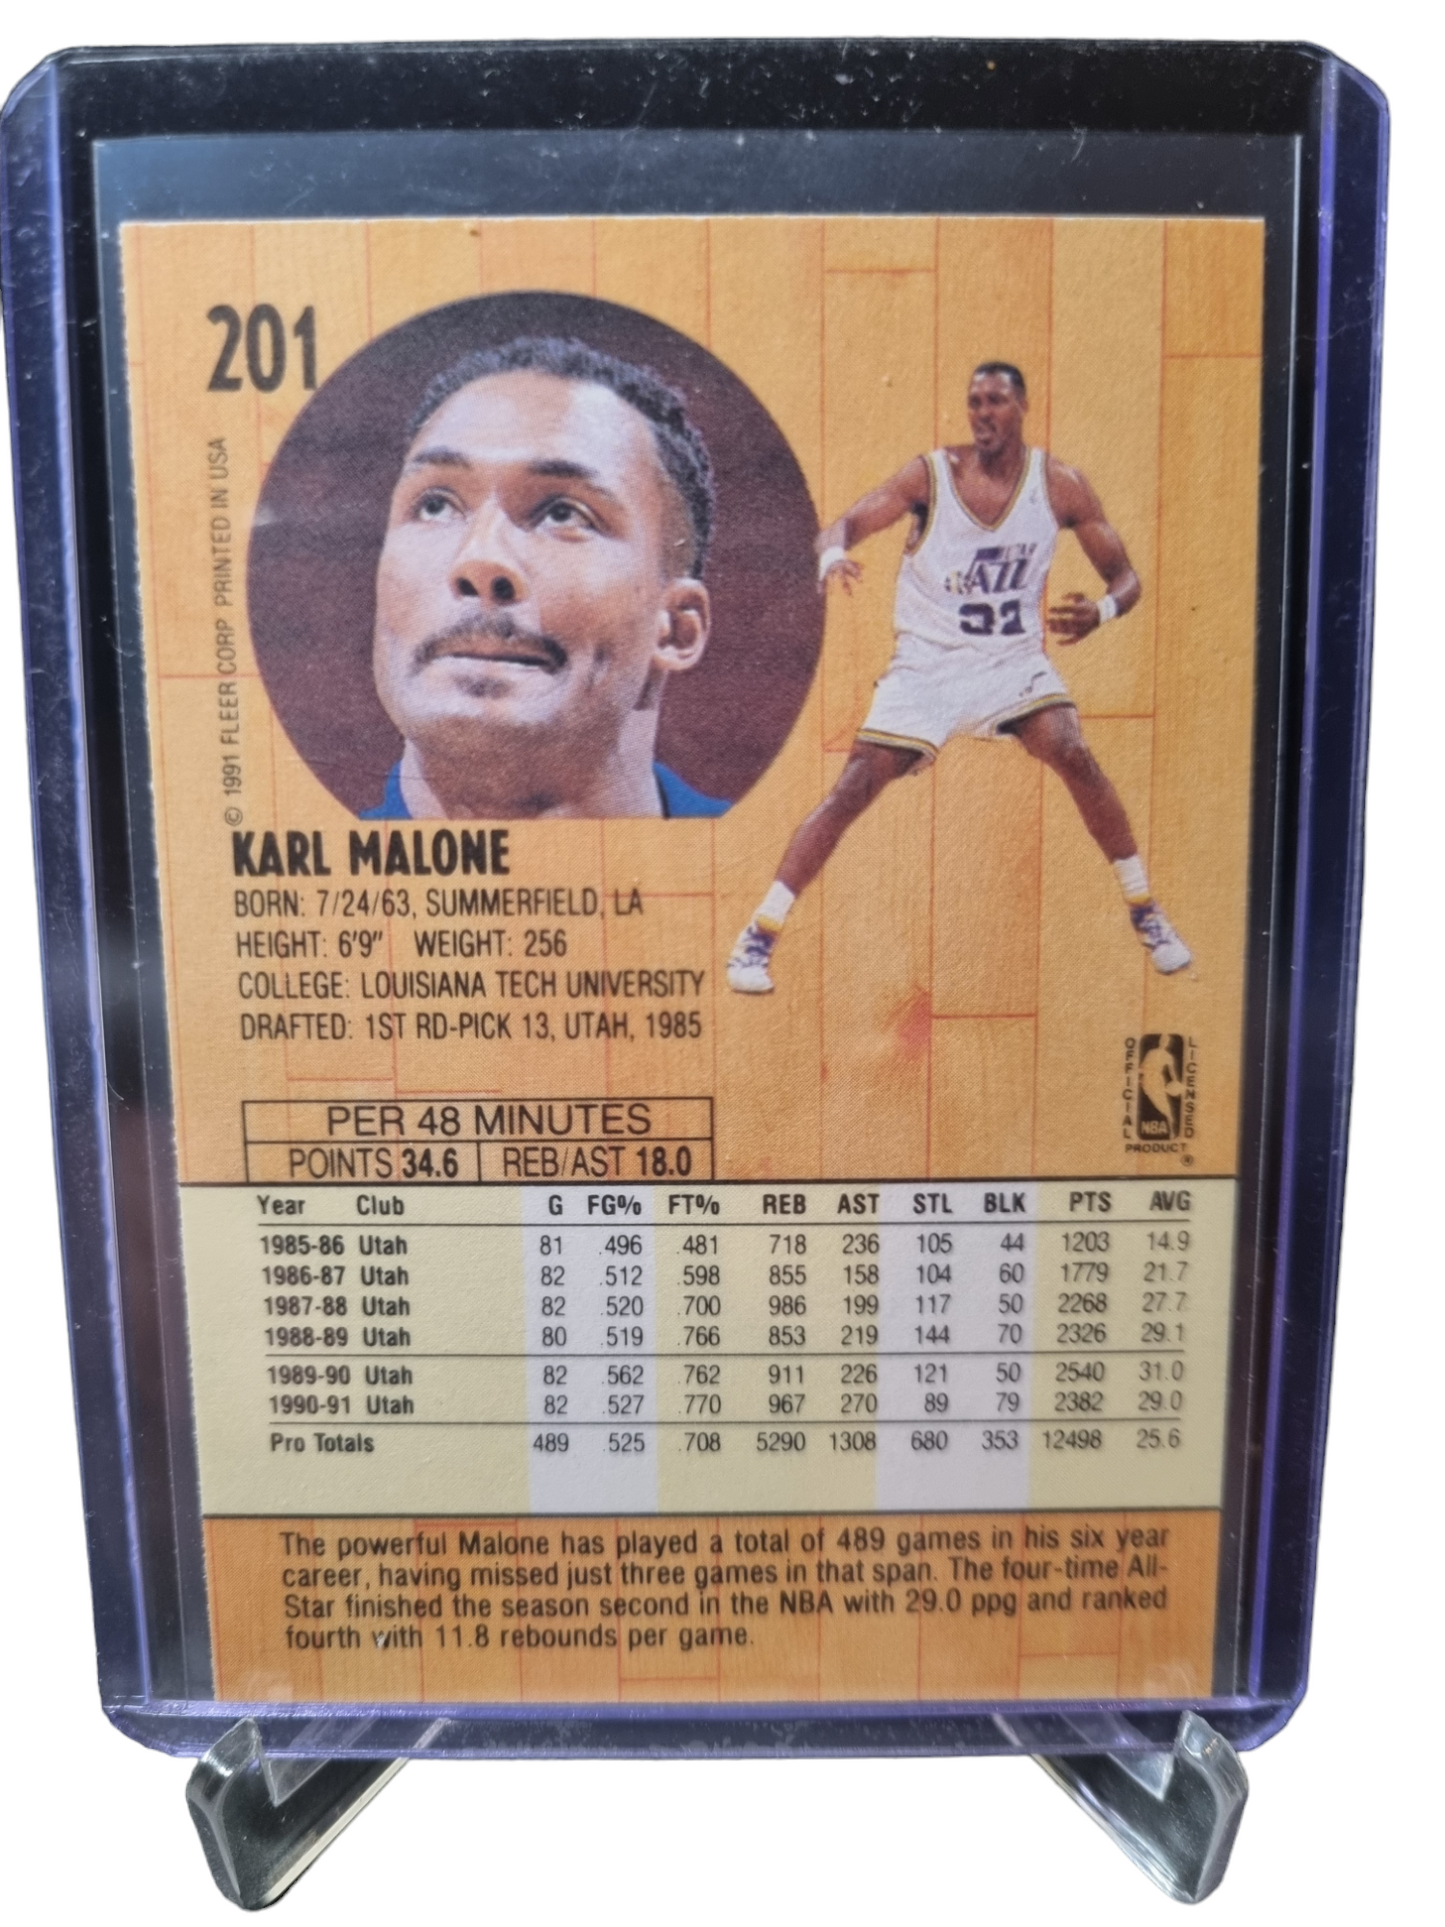 201
© 1991 FLEER CORP PRINTED IN USA
UTAH
JAZZ
32
KARL MALONE
BORN: 7/24/63, SUMMERFIELD, LA
HEIGHT: 6'9" WEIGHT: 256
COLLEGE: LOUISIANA TECH UNIVERSITY
DRAFTED: 1ST RD-PICK 13, UTAH, 1985
OFFICIAL LICENSED
NBA
PRODUCT ®
PER 48 MINUTES
POINTS 34.6 REB/AST 18.0
Year Club G FG% FT% REB AST STL BLK PTS AVG
1985-86 Utah 81 .496 .481 718 236 105 44 1203 14.9
1986-87 Utah 82 .512 .598 855 158 104 60 1779 21.7
1987-88 Utah 82 .520 .700 986 199 117 50 2268 27.7
1988-89 Utah 80 .519 .766 853 219 144 70 2326 29.1
1989-90 Utah 82 .562 .762 911 226 121 50 2540 31.0
1990-91 Utah 82 .527 .770 967 270 89 79 2382 29.0
Pro Totals 489 .525 .708 5290 1308 680 353 12498 25.6
The powerful Malone has played a total of 489 games in his six year
career, having missed just three games in that span. The four-time All-
Star finished the season second in the NBA with 29.0 ppg and ranked
fourth with 11.8 rebounds per game.